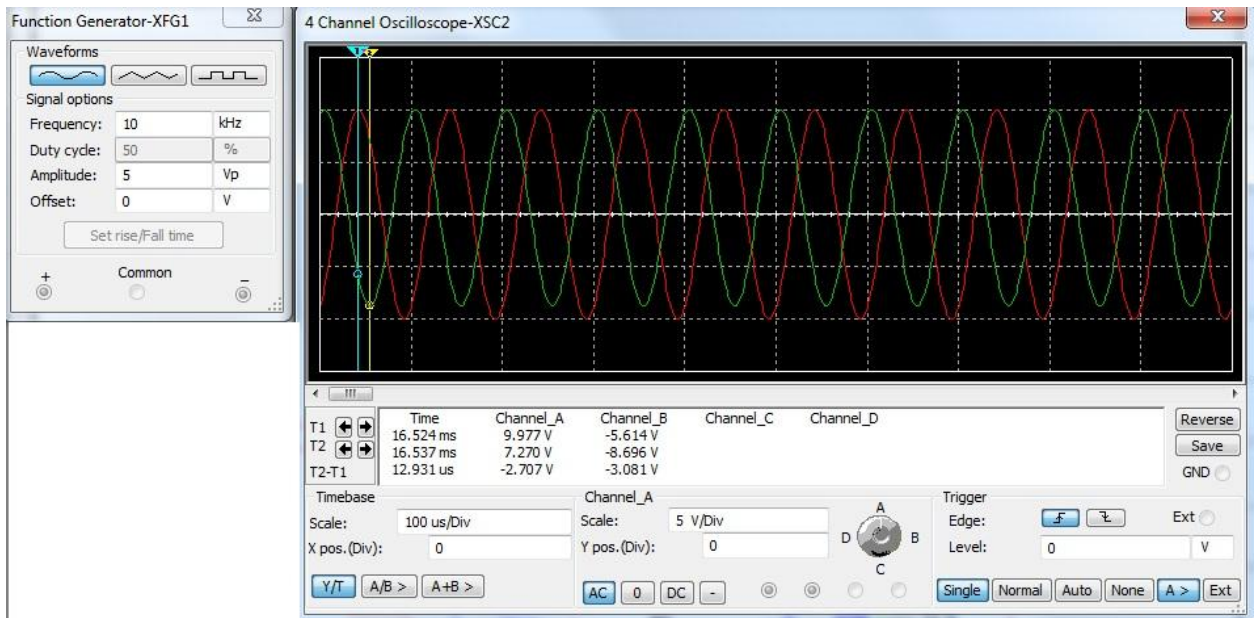 Function Generator-XFG1
Waveforms
Signal options
Frequency: 10 kHz
Duty cycle: 50 %
Amplitude: 5 Vp
Offset: 0 V
Set rise/Fall time
+ Common −
4 Channel Oscilloscope-XSC2
Time Channel_A Channel_B Channel_C Channel_D
T1 16.524 ms 9.977 V -5.614 V
T2 16.537 ms 7.270 V -8.696 V
T2-T1 12.931 us -2.707 V -3.081 V
Reverse
Save
GND
Timebase
Scale: 100 us/Div
X pos.(Div): 0
Y/T A/B > A+B >
Channel_A
Scale: 5 V/Div
Y pos.(Div): 0
AC 0 DC -
A
D B
C
Trigger
Edge: Ext
Level: 0 V
Single Normal Auto None A > Ext